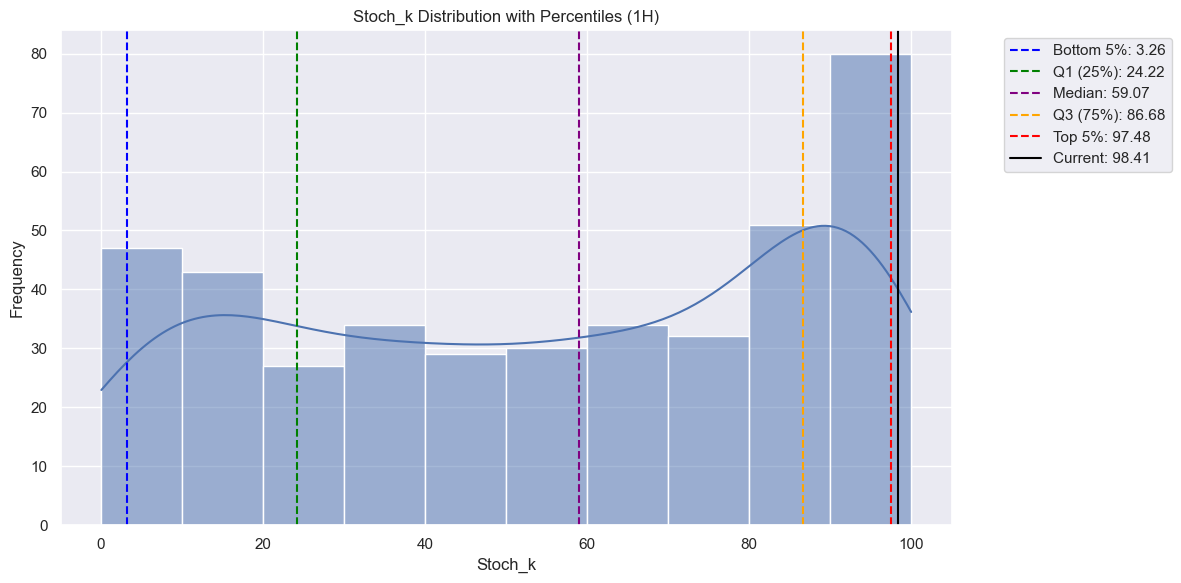 Stoch_k Distribution with Percentiles (1H)
Bottom 5%: 3.26
Q1 (25%): 24.22
Median: 59.07
Q3 (75%): 86.68
Top 5%: 97.48
Current: 98.41
Frequency
80
70
60
50
40
30
20
10
0
0 20 40 60 80 100
Stoch_k